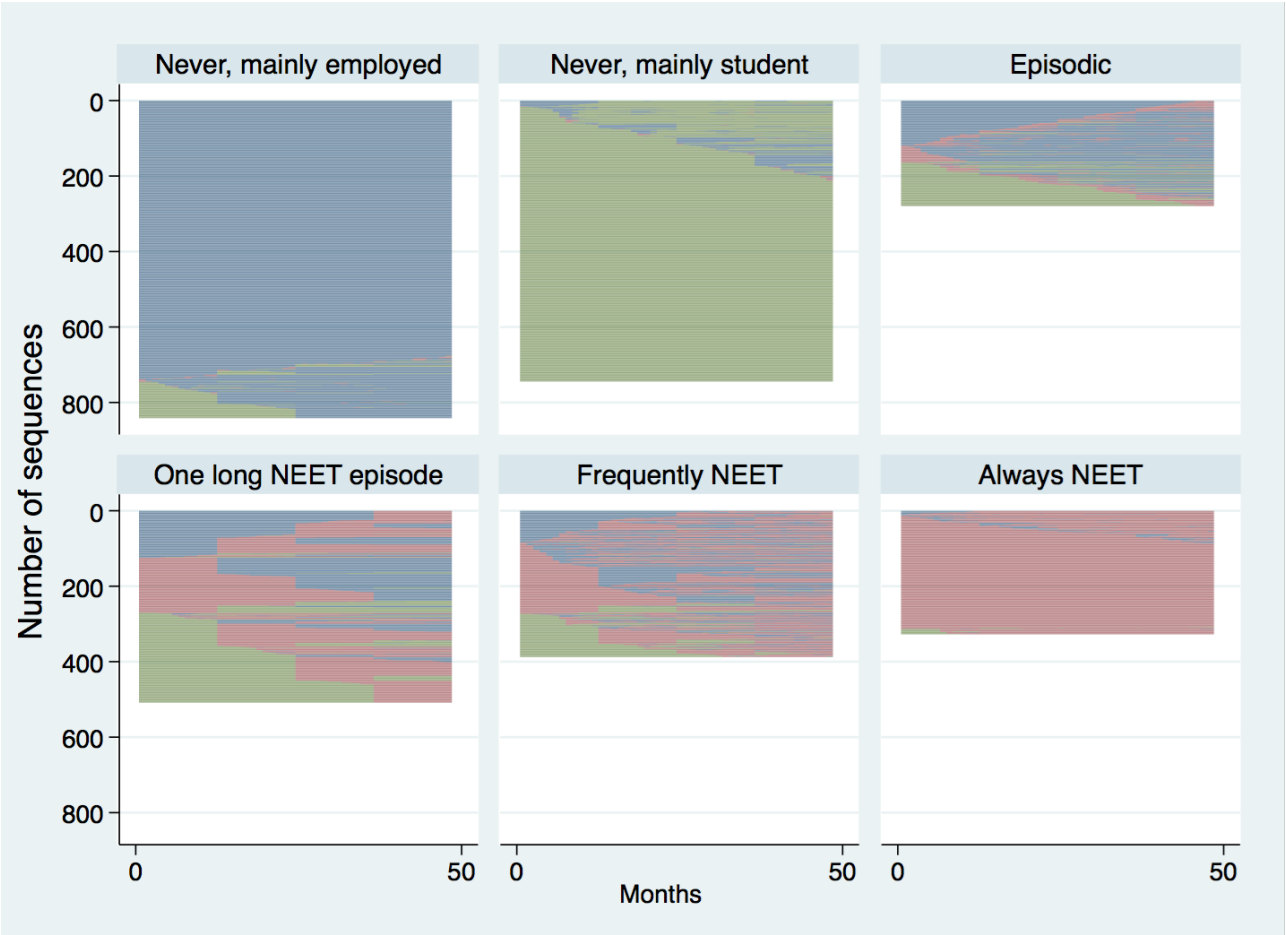 Never, mainly employed
Never, mainly student
Episodic
0
200
400
600
800
One long NEET episode
Frequently NEET
Always NEET
0
200
400
600
800
0
50
0
50
0
50
Number of sequences
Months